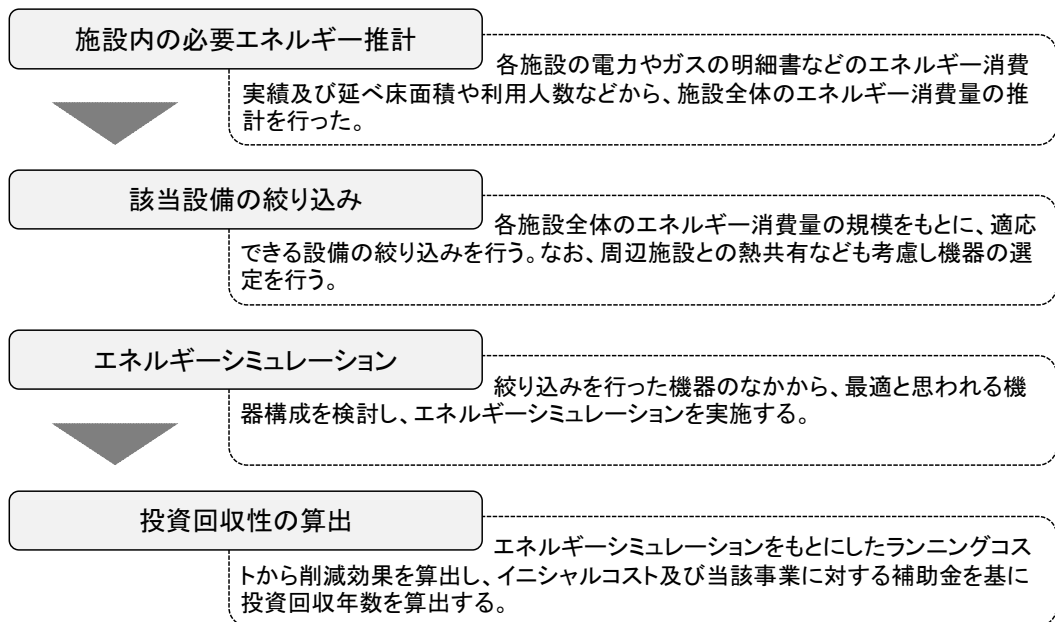 施設内の必要エネルギー推計
各施設の電力やガスの明細書などのエネルギー消費
実績及び延べ床面積や利用人数などから、施設全体のエネルギー消費量の推
計を行った。
該当設備の絞り込み
各施設全体のエネルギー消費量の規模をもとに、適応
できる設備の絞り込みを行う。なお、周辺施設との熱共有なども考慮し機器の選
定を行う。
エネルギーシミュレーション
絞り込みを行った機器のなかから、最適と思われる機
器構成を検討し、エネルギーシミュレーションを実施する。
投資回収性の算出
エネルギーシミュレーションをもとにしたランニングコス
トから削減効果を算出し、イニシャルコスト及び当該事業に対する補助金を基に
投資回収年数を算出する。